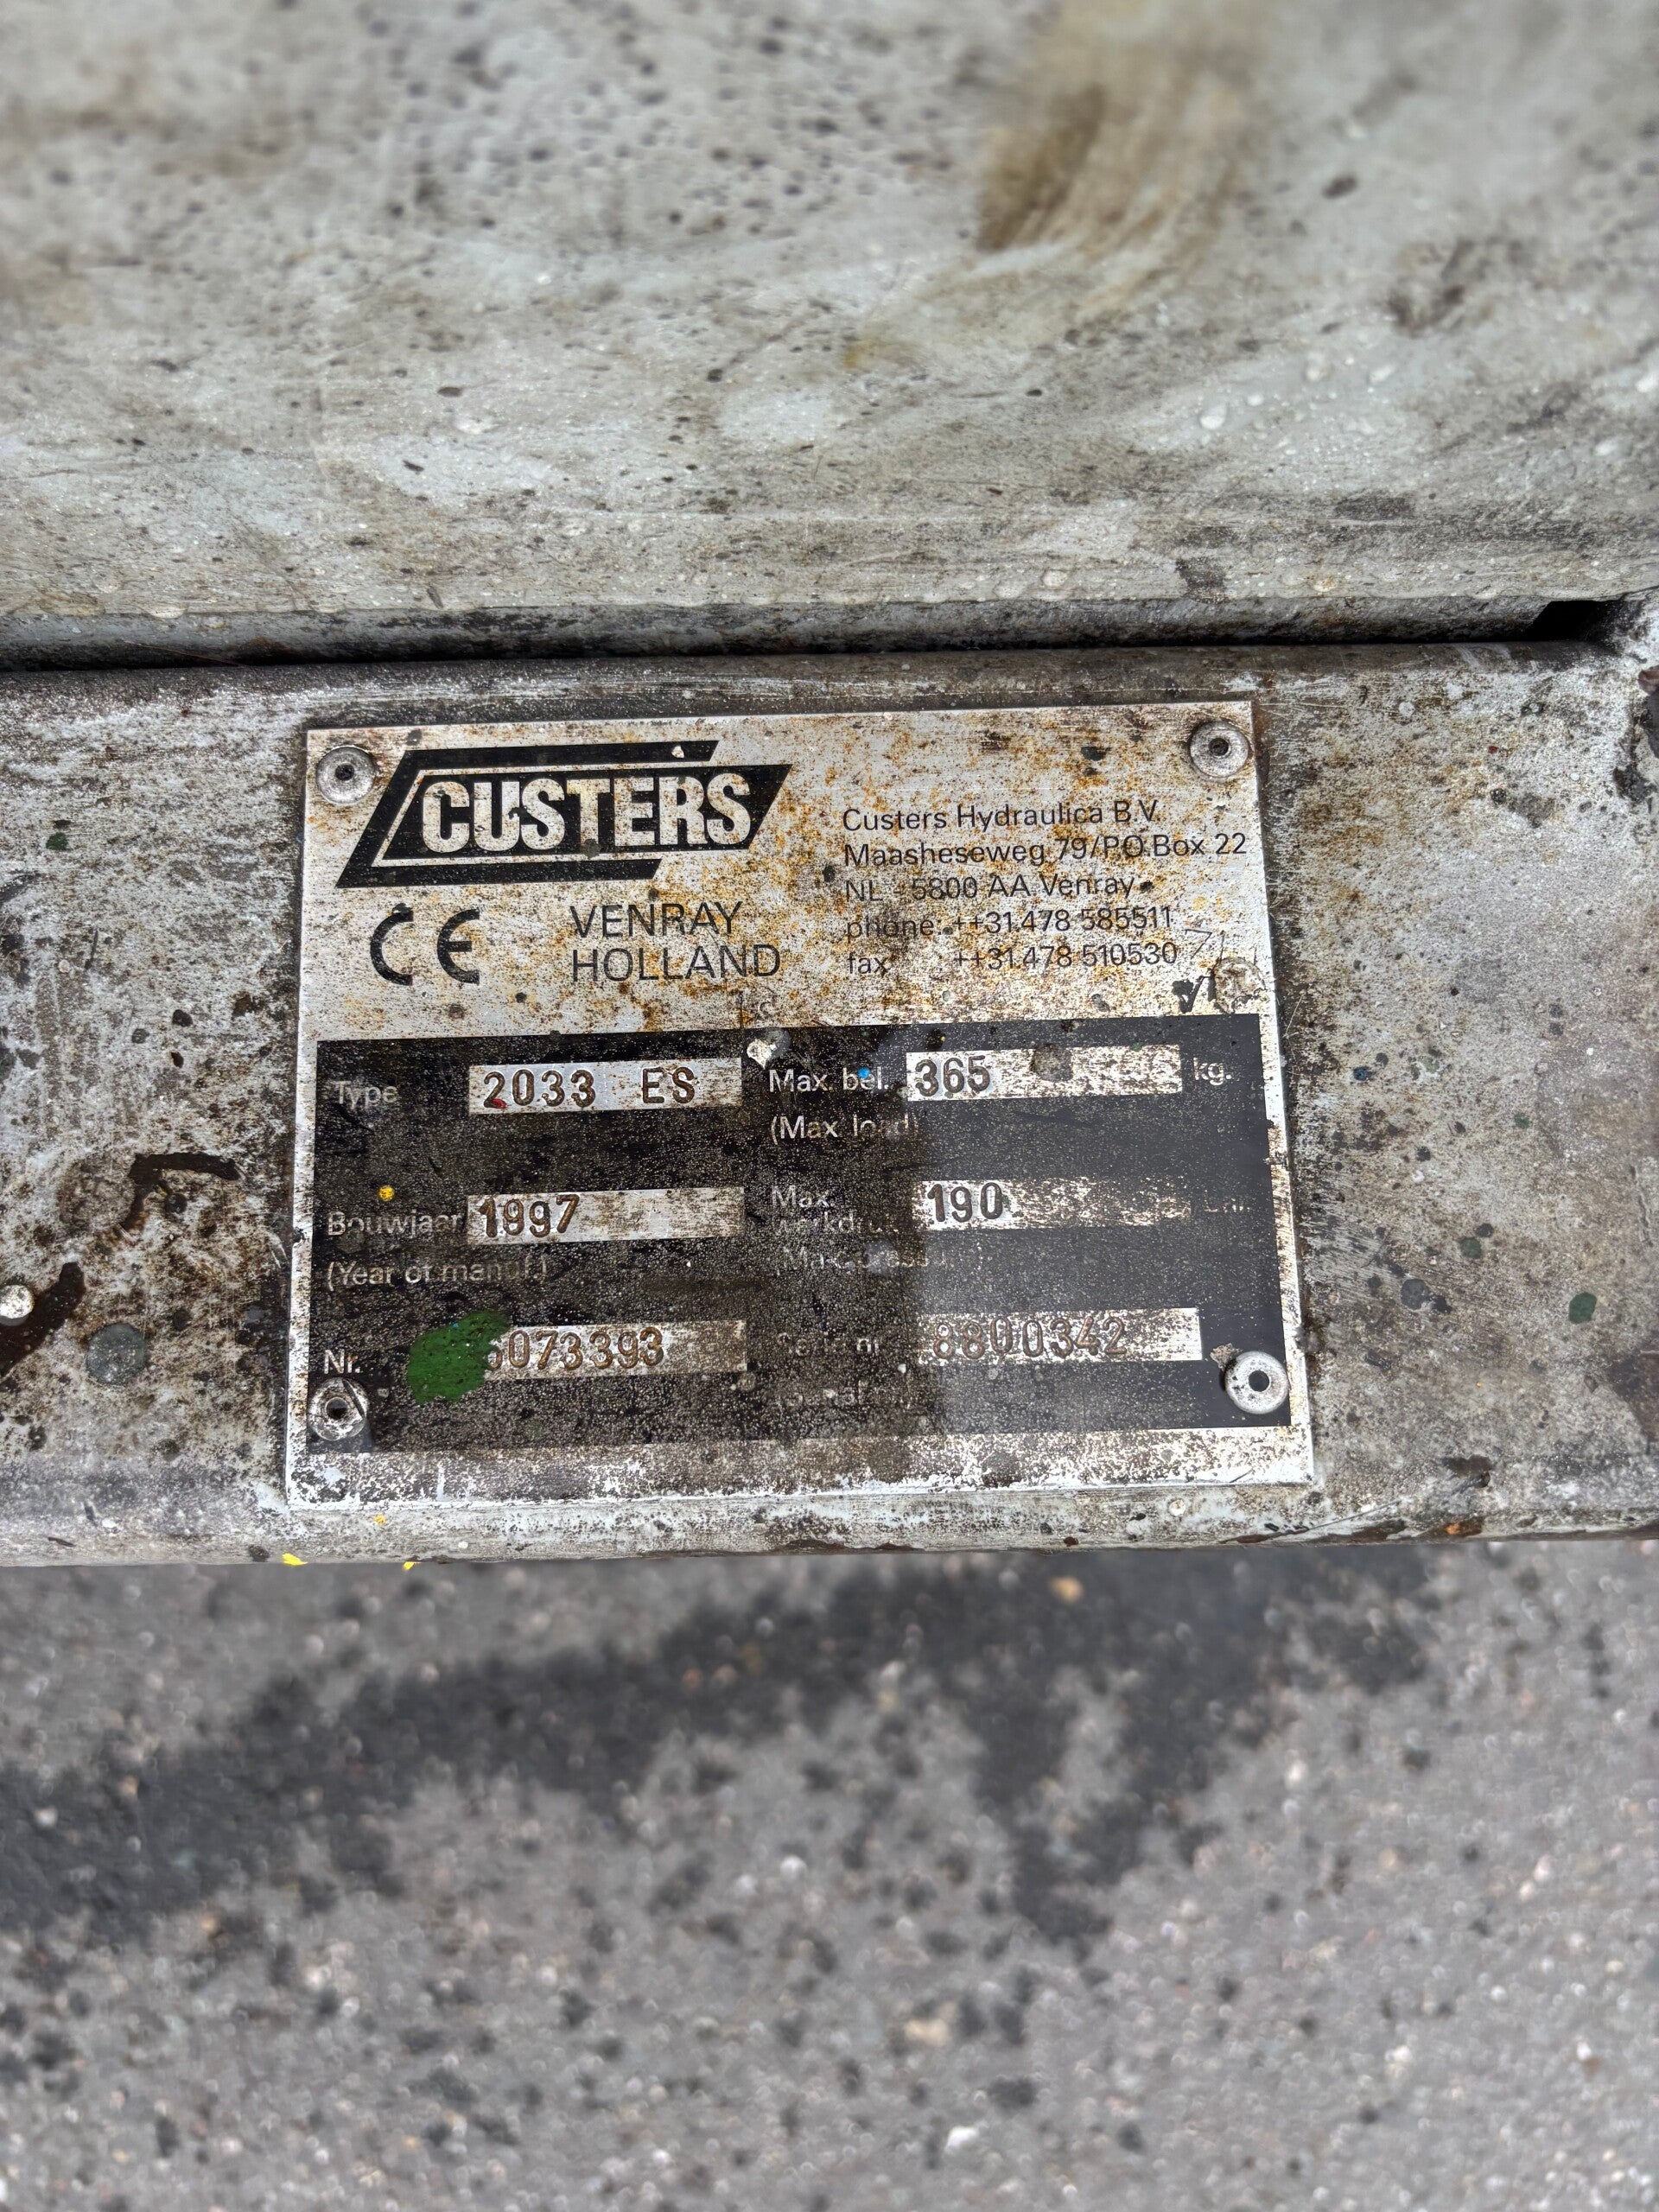 CUSTERS
CE
VENRAY
HOLLAND
Custers Hydraulica B.V.
Maasheseweg 79/P.O.Box 22
NL - 5800 AA Venray
phone: ++31.478 585511
fax ++31.478 510530
Type 2033 ES
Max. bel. 365 kg.
(Max. load)
Bouwjaar 1997
(Year of manuf.)
Max. 190
Nr. 073393
8800342